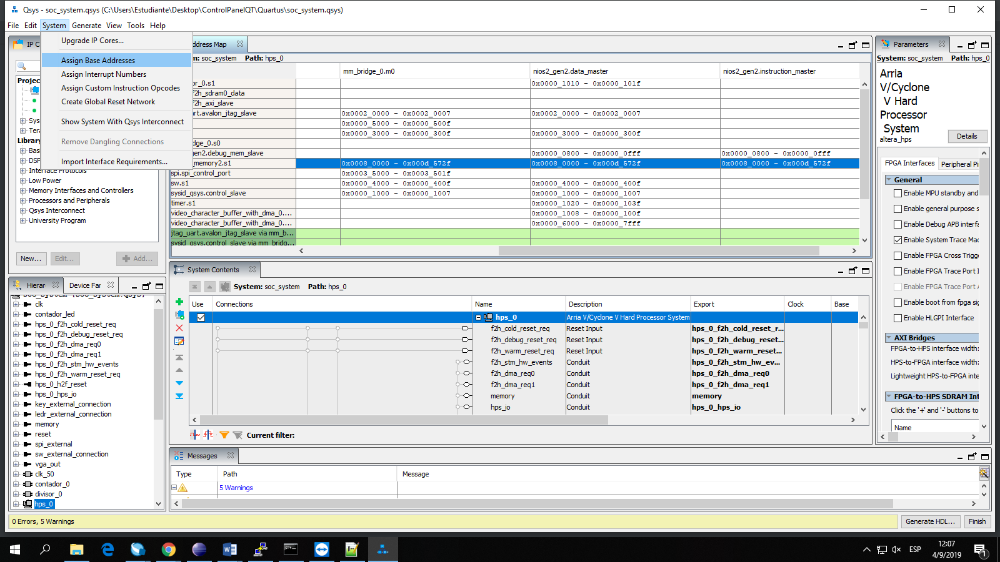 Qsys - soc_system.qsys (C:\Users\Estudiante\Desktop\ControlPanelQT\Quartus\soc_system.qsys)
File Edit System Generate View Tools Help
Upgrade IP Cores...
Assign Base Addresses
Assign Interrupt Numbers
Assign Custom Instruction Opcodes
Create Global Reset Network
Show System With Qsys Interconnect
Remove Dangling Connections
Import Interface Requirements...
IP C
Project
Sys
Tera
Library
Bas
DSP
Interface Protocols
Low Power
Memory Interfaces and Controllers
Processors and Peripherals
Qsys Interconnect
University Program
New... Edit... Add...
ddress Map
m: soc_system Path: hps_0
mm_bridge_0.m0 nios2_gen2.data_master nios2_gen2.instruction_master
or_0.s1 0x0000_1010 - 0x0000_101f
f2h_sdram0_data
f2h_axi_slave
art.avalon_jtag_slave 0x0002_0000 - 0x0002_0007 0x0002_0000 - 0x0002_0007
0x0000_5000 - 0x0000_500f
0x0000_3000 - 0x0000_300f 0x0000_3000 - 0x0000_300f
dge_0.s0
gen2.debug_mem_slave 0x0000_0800 - 0x0000_0fff 0x0000_0800 - 0x0000_0fff
_memory2.s1 0x0008_0000 - 0x000d_572f 0x0008_0000 - 0x000d_572f 0x0008_0000 - 0x000d_572f
spi.spi_control_port 0x0003_5000 - 0x0003_501f
sw.s1 0x0000_4000 - 0x0000_400f 0x0000_4000 - 0x0000_400f
sysid_qsys.control_slave 0x0000_1000 - 0x0000_1007 0x0000_1000 - 0x0000_1007
timer.s1 0x0000_1020 - 0x0000_103f
video_character_buffer_with_dma_0.... 0x0000_1008 - 0x0000_100f
video_character_buffer_with_dma_0.... 0x0000_6000 - 0x0000_7fff
jtag_uart.avalon_jtag_slave via mm_b...
sysid_qsys.control_slave via mm_bridg...
Parameters
System: soc_system Path: hps_0
Arria
V/Cyclone
V Hard
Processor
System
altera_hps
Details
FPGA Interfaces Peripheral Pi
General
Enable MPU standby and
Enable general purpose s
Enable Debug APB interfa
Enable System Trace Mac
Enable FPGA Cross Trigge
Enable FPGA Trace Port I
Enable FPGA Trace Port A
Enable boot from fpga sig
Enable HLGPI Interface
AXI Bridges
FPGA-to-HPS interface width:
HPS-to-FPGA interface width:
Lightweight HPS-to-FPGA inte
FPGA-to-HPS SDRAM Int
Click the '+' and '-' buttons to
Name
Hierar Device Far
clk
contador_led
hps_0_f2h_cold_reset_req
hps_0_f2h_debug_reset_req
hps_0_f2h_dma_req0
hps_0_f2h_dma_req1
hps_0_f2h_stm_hw_events
hps_0_f2h_warm_reset_req
hps_0_h2f_reset
hps_0_hps_io
key_external_connection
ledr_external_connection
memory
reset
spi_external
sw_external_connection
vga_out
clk_50
contador_0
divisor_0
hps_0
System Contents
System: soc_system Path: hps_0
Use Connections Name Description Export Clock Base
hps_0 Arria V/Cyclone V Hard Processor System
f2h_cold_reset_req Reset Input hps_0_f2h_cold_reset_r...
f2h_debug_reset_req Reset Input hps_0_f2h_debug_reset...
f2h_warm_reset_req Reset Input hps_0_f2h_warm_reset...
f2h_stm_hw_events Conduit hps_0_f2h_stm_hw_ev...
f2h_dma_req0 Conduit hps_0_f2h_dma_req0
f2h_dma_req1 Conduit hps_0_f2h_dma_req1
memory Conduit memory
hps_io Conduit hps_0_hps_io
Current filter:
Messages
Type Path Message
5 Warnings
0 Errors, 5 Warnings
Generate HDL... Finish
ESP
12:07
4/9/2019
1